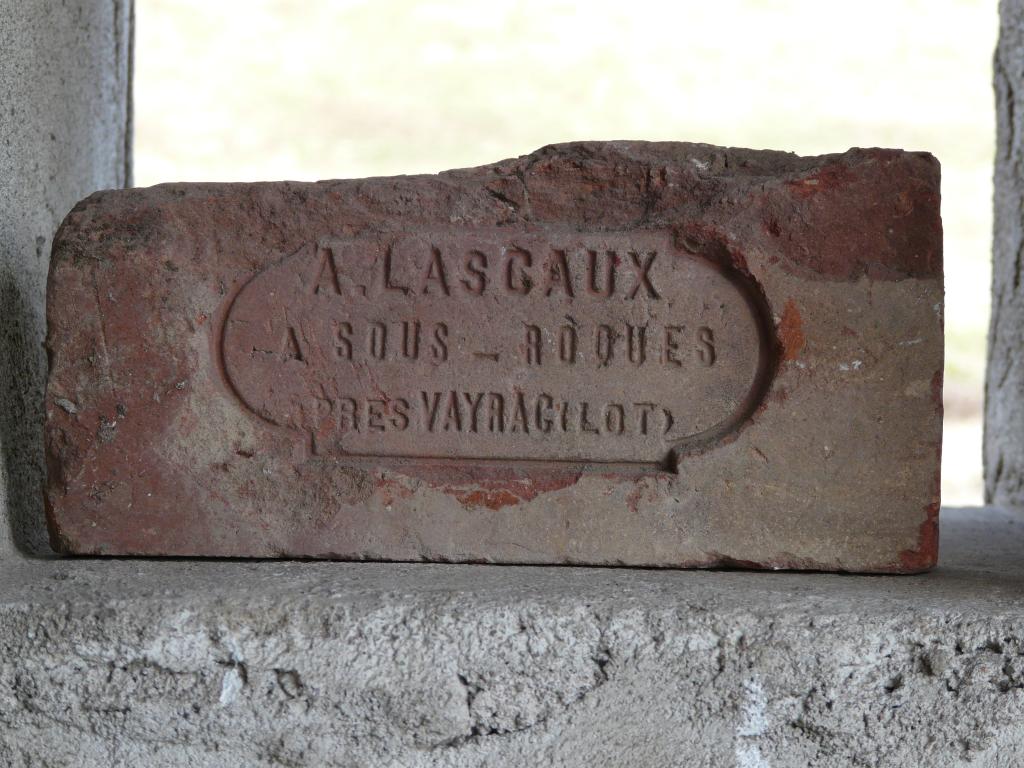 A. LASCAUX
A SOUS - ROQUES
PRES VAYRAC (LOT)